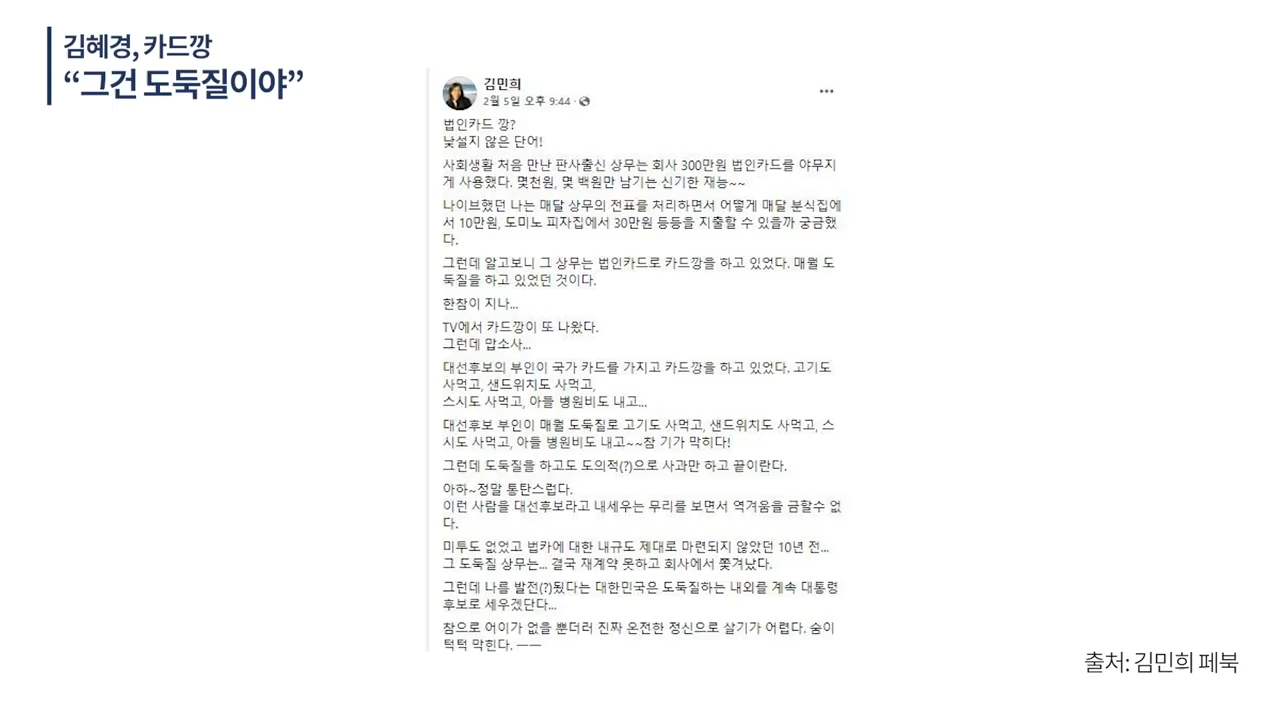 김혜경, 카드깡
“그건 도둑질이야”
김민희
2월 5일 오후 9:44 ·
법인카드 깡?
낯설지 않은 단어!
사회생활 처음 만난 판사출신 상무는 회사 300만원 법인카드를 야무지
게 사용했다. 몇천원, 몇 백원만 남기는 신기한 재능~~
나이브했던 나는 매달 상무의 전표를 처리하면서 어떻게 매달 분식집에
서 10만원, 도미노 피자집에서 30만원 등등을 지출할 수 있을까 궁금했
다.
그런데 알고보니 그 상무는 법인카드로 카드깡을 하고 있었다. 매월 도
둑질을 하고 있었던 것이다.
한참이 지나...
TV에서 카드깡이 또 나왔다.
그런데 맙소사...
대선후보의 부인이 국가 카드를 가지고 카드깡을 하고 있었다. 고기도
사먹고, 샌드위치도 사먹고,
스시도 사먹고, 아들 병원비도 내고...
대선후보 부인이 매월 도둑질로 고기도 사먹고, 샌드위치도 사먹고, 스
시도 사먹고, 아들 병원비도 내고~~참 기가 막히다!
그런데 도둑질을 하고도 도의적(?)으로 사과만 하고 끝이란다.
아하~정말 통탄스럽다.
이런 사람을 대선후보라고 내세우는 무리를 보면서 역겨움을 금할수 없
다.
미투도 없었고 법카에 대한 내규도 제대로 마련되지 않았던 10년 전...
그 도둑질 상무는... 결국 재계약 못하고 회사에서 쫓겨났다.
그런데 나름 발전(?)됬다는 대한민국은 도둑질하는 내외를 계속 대통령
후보로 세우겠단다...
참으로 어이가 없을 뿐더러 진짜 온전한 정신으로 살기가 어렵다. 숨이
턱턱 막힌다. ㅡㅡ
출처: 김민희 페북